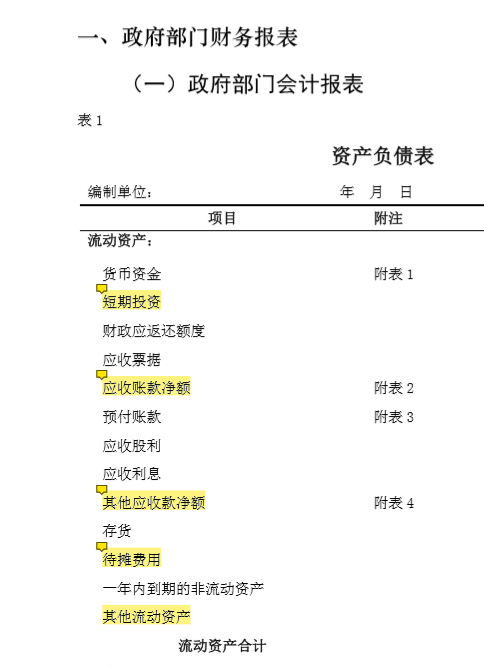 一、政府部门财务报表
（一）政府部门会计报表
表 1
资产负债表
编制单位： 年 月 日
项目 附注
流动资产：
货币资金 附表 1
短期投资
财政应返还额度
应收票据
应收账款净额 附表 2
预付账款 附表 3
应收股利
应收利息
其他应收款净额 附表 4
存货
待摊费用
一年内到期的非流动资产
其他流动资产
流动资产合计